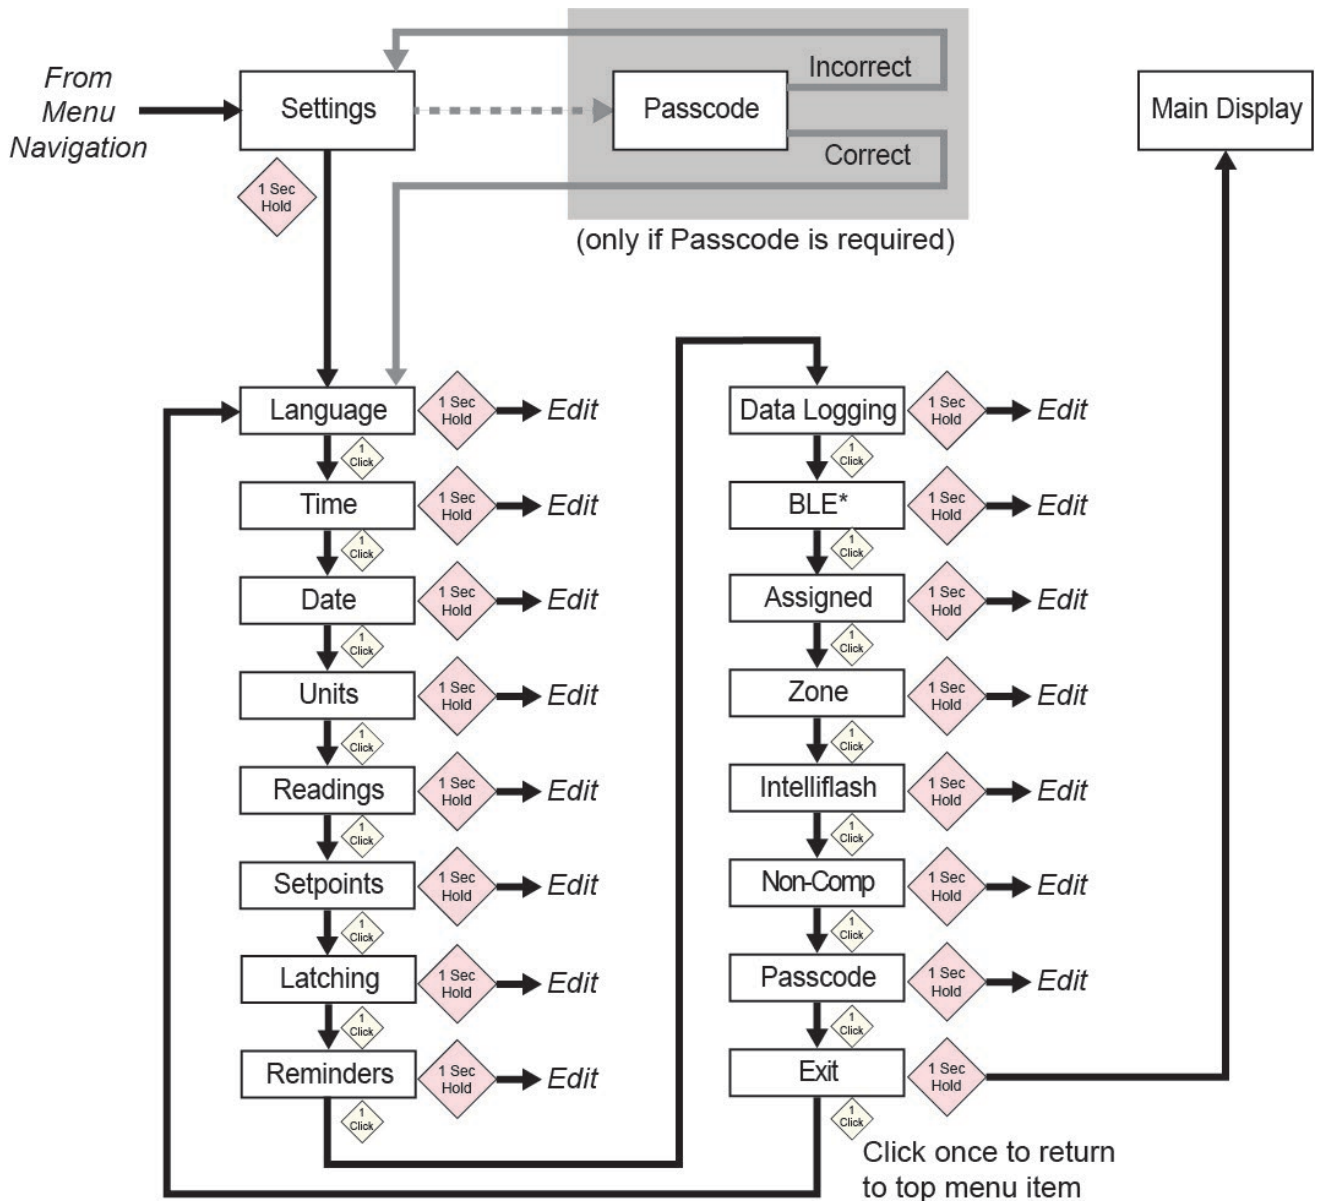 From
Menu
Navigation
Settings
Passcode
Incorrect
Correct
Main Display
1 Sec
Hold
(only if Passcode is required)
Language
1 Sec
Hold
Edit
1
Click
Time
1 Sec
Hold
Edit
1
Click
Date
1 Sec
Hold
Edit
1
Click
Units
1 Sec
Hold
Edit
1
Click
Readings
1 Sec
Hold
Edit
1
Click
Setpoints
1 Sec
Hold
Edit
1
Click
Latching
1 Sec
Hold
Edit
1
Click
Reminders
1 Sec
Hold
Edit
1
Click
Data Logging
1 Sec
Hold
Edit
1
Click
BLE*
1 Sec
Hold
Edit
1
Click
Assigned
1 Sec
Hold
Edit
1
Click
Zone
1 Sec
Hold
Edit
1
Click
Intelliflash
1 Sec
Hold
Edit
1
Click
Non-Comp
1 Sec
Hold
Edit
1
Click
Passcode
1 Sec
Hold
Edit
1
Click
Exit
1 Sec
Hold
1
Click
Click once to return
to top menu item